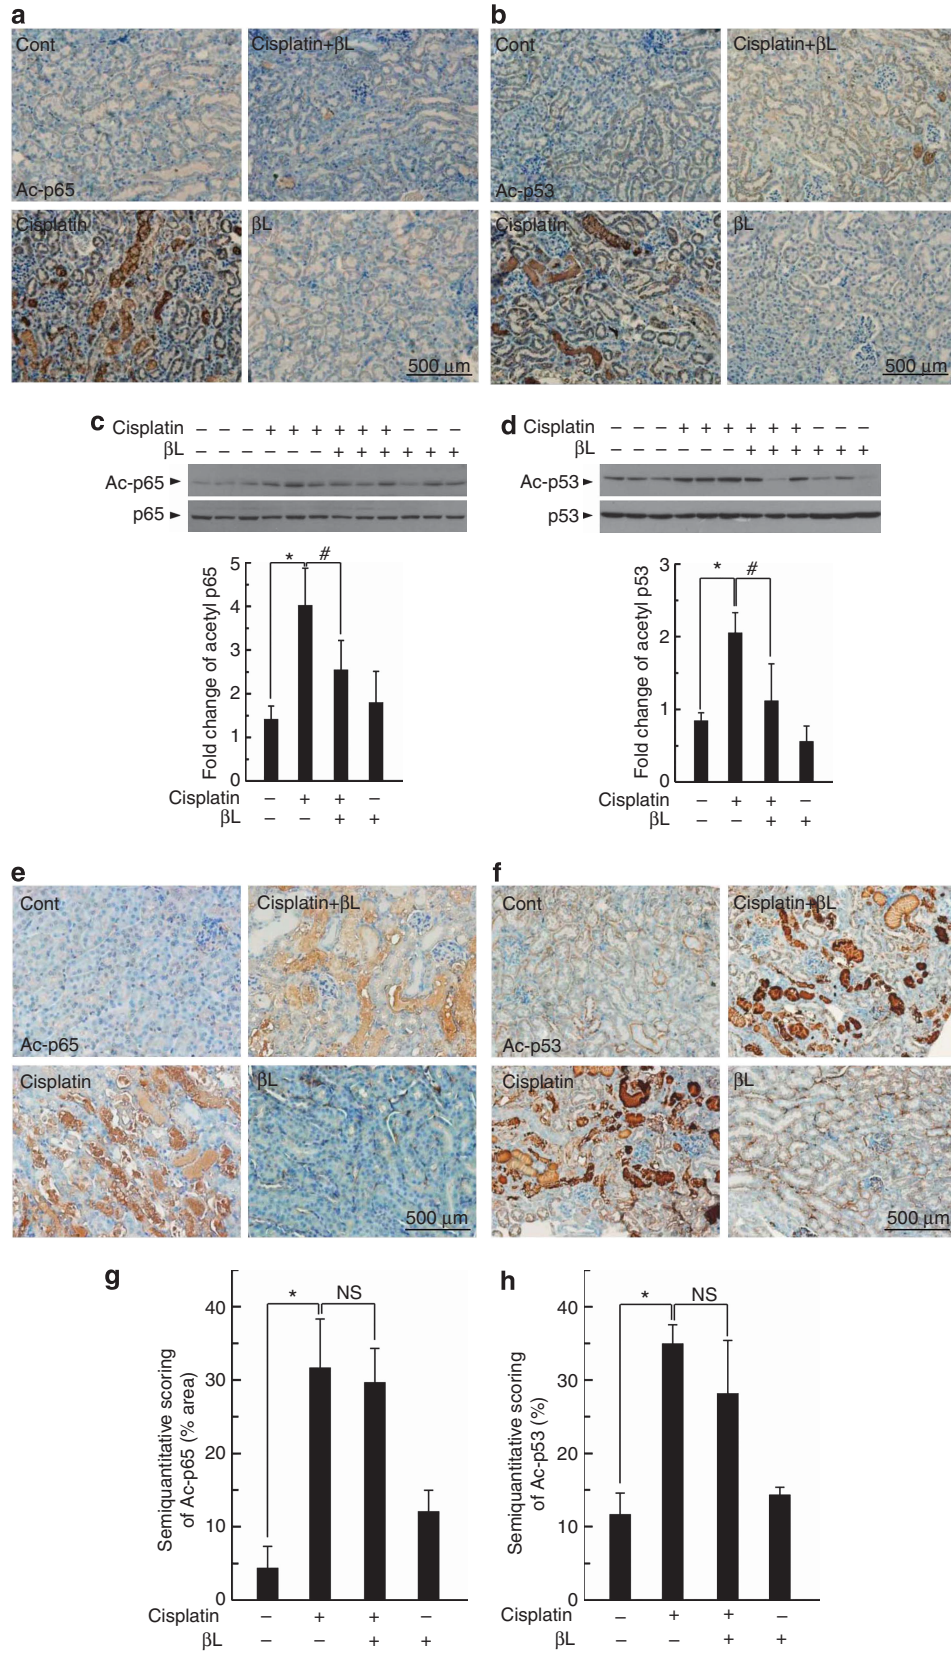 a
b
Cont
Cisplatin+βL
Cont
Cisplatin+βL
Ac-p65
Ac-p53
Cisplatin
βL
Cisplatin
βL
500 μm
500 μm
c
Cisplatin – – – + + + + + + – – –
βL – – – – – – + + + + + +
Ac-p65
p65
d
Cisplatin – – – + + + + + + – – –
βL – – – – – – + + + + + +
Ac-p53
p53
Fold change of acetyl p65
5
4
3
2
1
0
* #
Cisplatin – + + –
βL – – + +
Fold change of acetyl p53
3
2
1
0
* #
Cisplatin – + + –
βL – – + +
e
f
Cont
Cisplatin+βL
Cont
Cisplatin+βL
Ac-p65
Ac-p53
Cisplatin
βL
Cisplatin
βL
500 μm
500 μm
g
Semiquantitative scoring
of Ac-p65 (% area)
40
30
20
10
0
* NS
Cisplatin – + + –
βL – – + +
h
Semiquantitative scoring
of Ac-p53 (%)
40
30
20
10
0
* NS
Cisplatin – + + –
βL – – + +